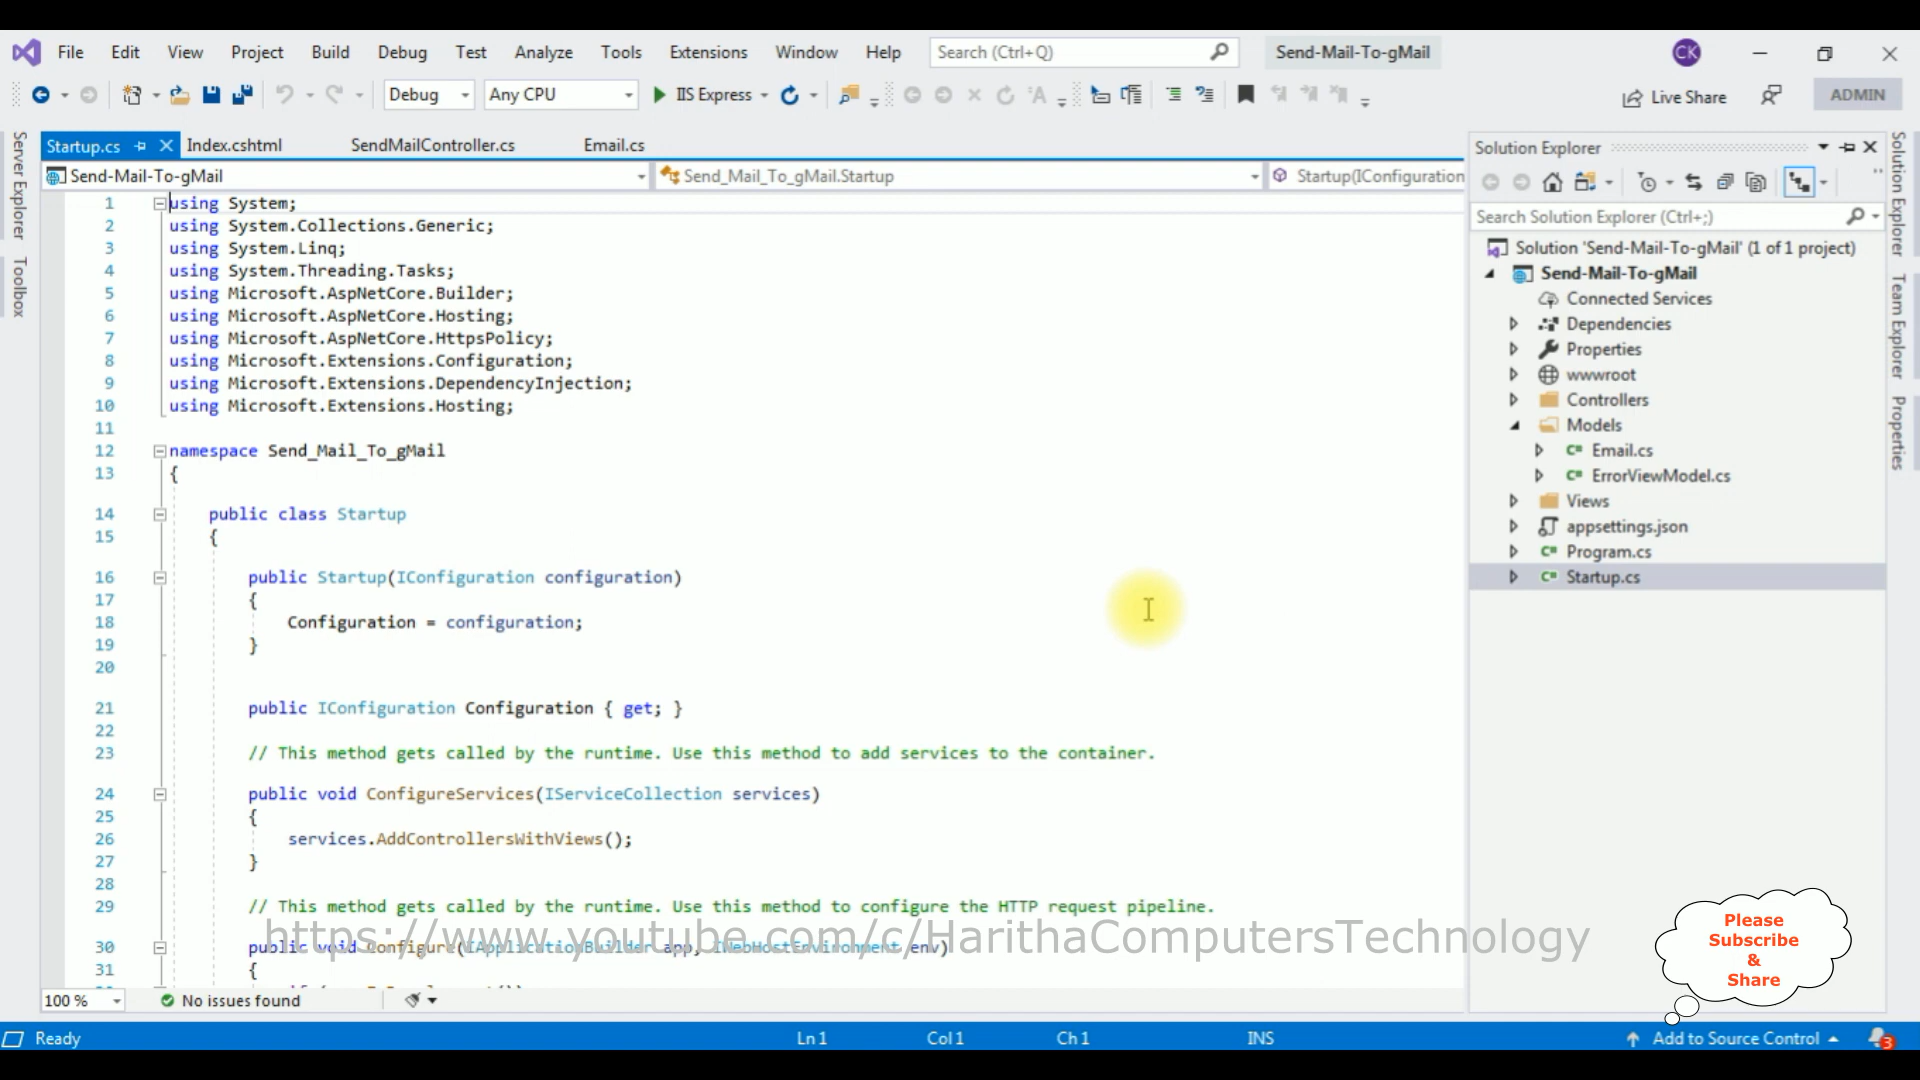 File Edit View Project Build Debug Test Analyze Tools Extensions Window Help Search (Ctrl+Q) Send-Mail-To-gMail CK
Debug Any CPU IIS Express Live Share ADMIN
Server Explorer
Toolbox
Startup.cs Index.cshtml SendMailController.cs Email.cs
Send-Mail-To-gMail Send_Mail_To_gMail.Startup Startup(IConfiguration
1 using System;
2 using System.Collections.Generic;
3 using System.Linq;
4 using System.Threading.Tasks;
5 using Microsoft.AspNetCore.Builder;
6 using Microsoft.AspNetCore.Hosting;
7 using Microsoft.AspNetCore.HttpsPolicy;
8 using Microsoft.Extensions.Configuration;
9 using Microsoft.Extensions.DependencyInjection;
10 using Microsoft.Extensions.Hosting;
11
12 namespace Send_Mail_To_gMail
13 {
14 public class Startup
15 {
16 public Startup(IConfiguration configuration)
17 {
18 Configuration = configuration;
19 }
20
21 public IConfiguration Configuration { get; }
22
23 // This method gets called by the runtime. Use this method to add services to the container.
24 public void ConfigureServices(IServiceCollection services)
25 {
26 services.AddControllersWithViews();
27 }
28
29 // This method gets called by the runtime. Use this method to configure the HTTP request pipeline.
30 public void Configure(IApplicationBuilder app, IWebHostEnvironment env)
31 {
https://www.youtube.com/c/HarithaComputersTechnology
100 % No issues found
Solution Explorer
Search Solution Explorer (Ctrl+;)
Solution 'Send-Mail-To-gMail' (1 of 1 project)
Send-Mail-To-gMail
Connected Services
Dependencies
Properties
wwwroot
Controllers
Models
C# Email.cs
C# ErrorViewModel.cs
Views
appsettings.json
C# Program.cs
C# Startup.cs
Solution Explorer
Team Explorer
Properties
Please
Subscribe
&
Share
Ready Ln 1 Col 1 Ch 1 INS Add to Source Control 3